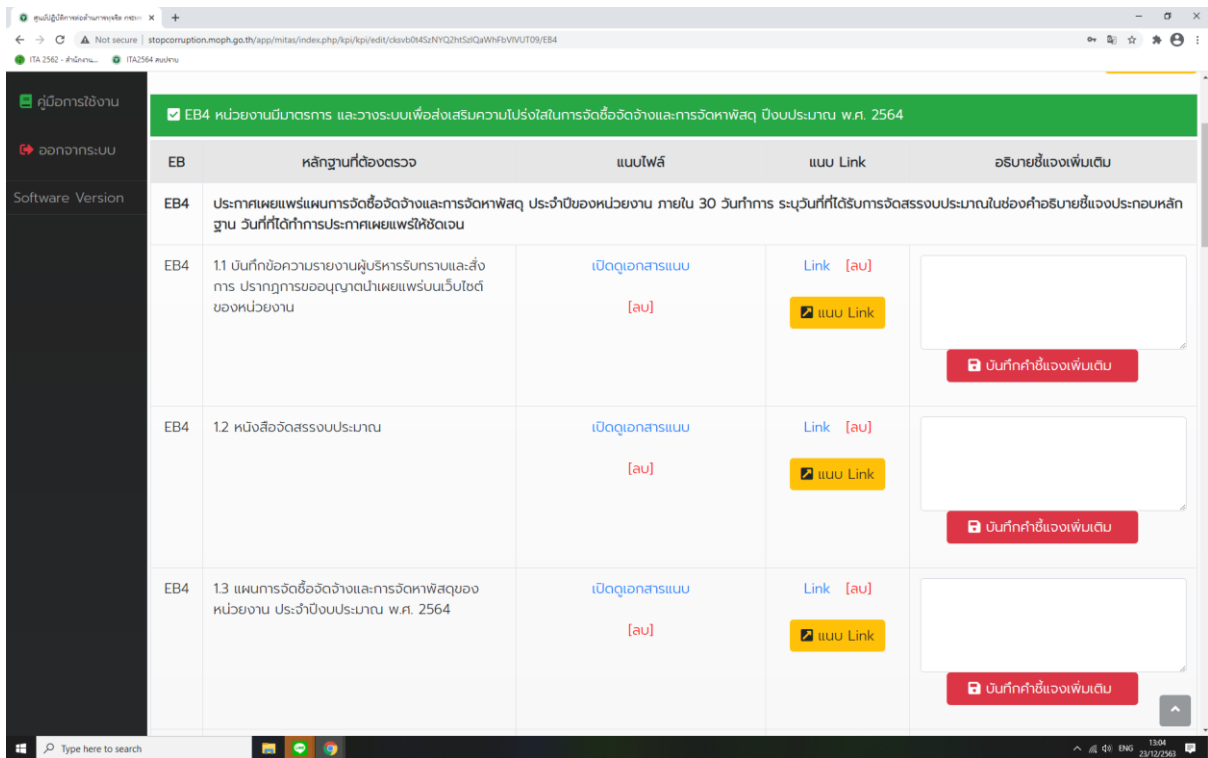 ศูนย์ปฏิบัติการต่อต้านการทุจริต กระทร
Not secure | stopcorruption.moph.go.th/app/mitas/index.php/kpi/kpi/edit/
ITA 2562 - สำนักงาน...
ITA2564 สบปราบ
คู่มือการใช้งาน
ออกจากระบบ
Software Version
EB4 หน่วยงานมีมาตรการ และวางระบบเพื่อส่งเสริมความโปร่งใสในการจัดซื้อจัดจ้างและการจัดหาพัสดุ ปีงบประมาณ พ.ศ. 2564
EB หลักฐานที่ต้องตรวจ แนบไฟล์ แนบ Link อธิบายชี้แจงเพิ่มเติม
EB4 ประกาศเผยแพร่แผนการจัดซื้อจัดจ้างและการจัดหาพัสดุ ประจำปีของหน่วยงาน ภายใน 30 วันทำการ ระบุวันที่ที่ได้รับการจัดสรรงบประมาณในช่องคำอธิบายชี้แจงประกอบหลัก
ฐาน วันที่ที่ได้ทำการประกาศเผยแพร่ให้ชัดเจน
EB4 1.1 บันทึกข้อความรายงานผู้บริหารรับทราบและสั่ง เปิดดูเอกสารแนบ Link [ลบ]
การ ปรากฏการขออนุญาตนำเผยแพร่บนเว็บไซต์
ของหน่วยงาน [ลบ] แนบ Link
บันทึกคำชี้แจงเพิ่มเติม
EB4 1.2 หนังสือจัดสรรงบประมาณ เปิดดูเอกสารแนบ Link [ลบ]
[ลบ] แนบ Link
บันทึกคำชี้แจงเพิ่มเติม
EB4 1.3 แผนการจัดซื้อจัดจ้างและการจัดหาพัสดุของ เปิดดูเอกสารแนบ Link [ลบ]
หน่วยงาน ประจำปีงบประมาณ พ.ศ. 2564
[ลบ] แนบ Link
บันทึกคำชี้แจงเพิ่มเติม
Type here to search
ENG
13:04
23/12/2563